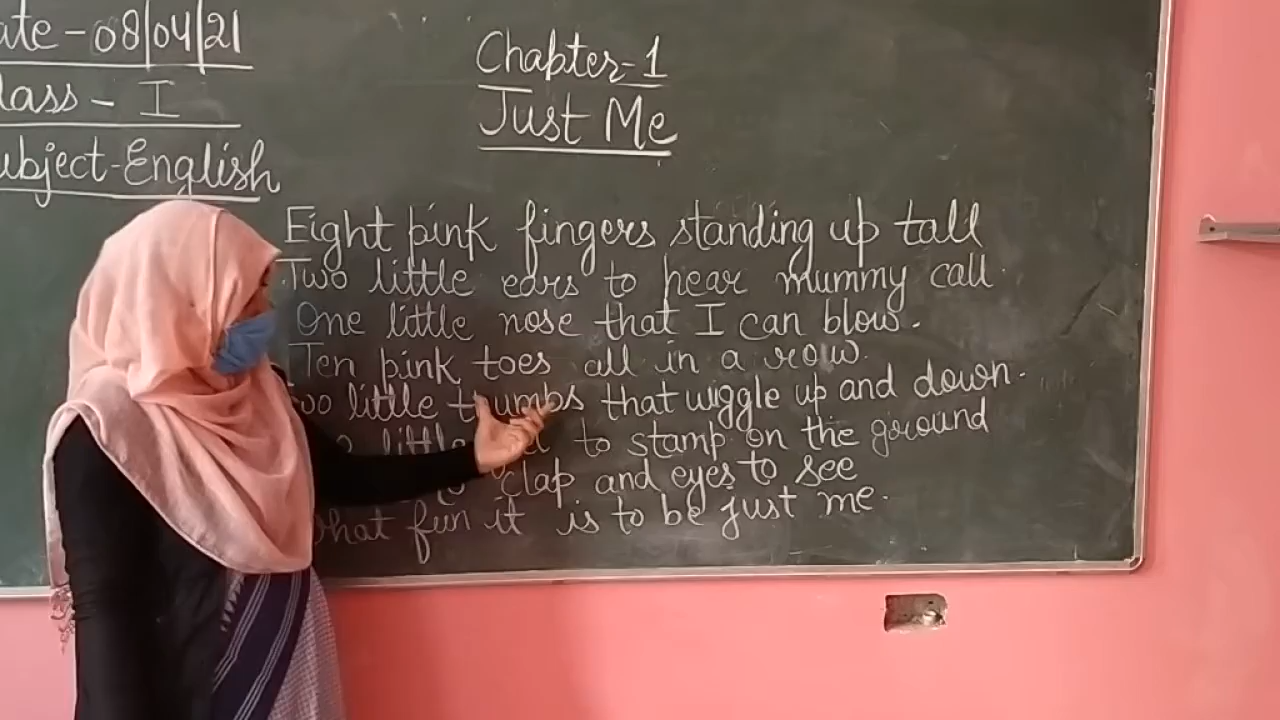 ate - 08/04/21
lass - I
ubject-English
Chapter-1
Just Me
Eight pink fingers standing up tall
Two little ears to hear mummy call.
One little nose that I can blow.
Ten pink toes all in a row.
wo little thumbs that wiggle up and down.
little to stamp on the ground
to clap and eyes to see
hat fun it is to be just me.